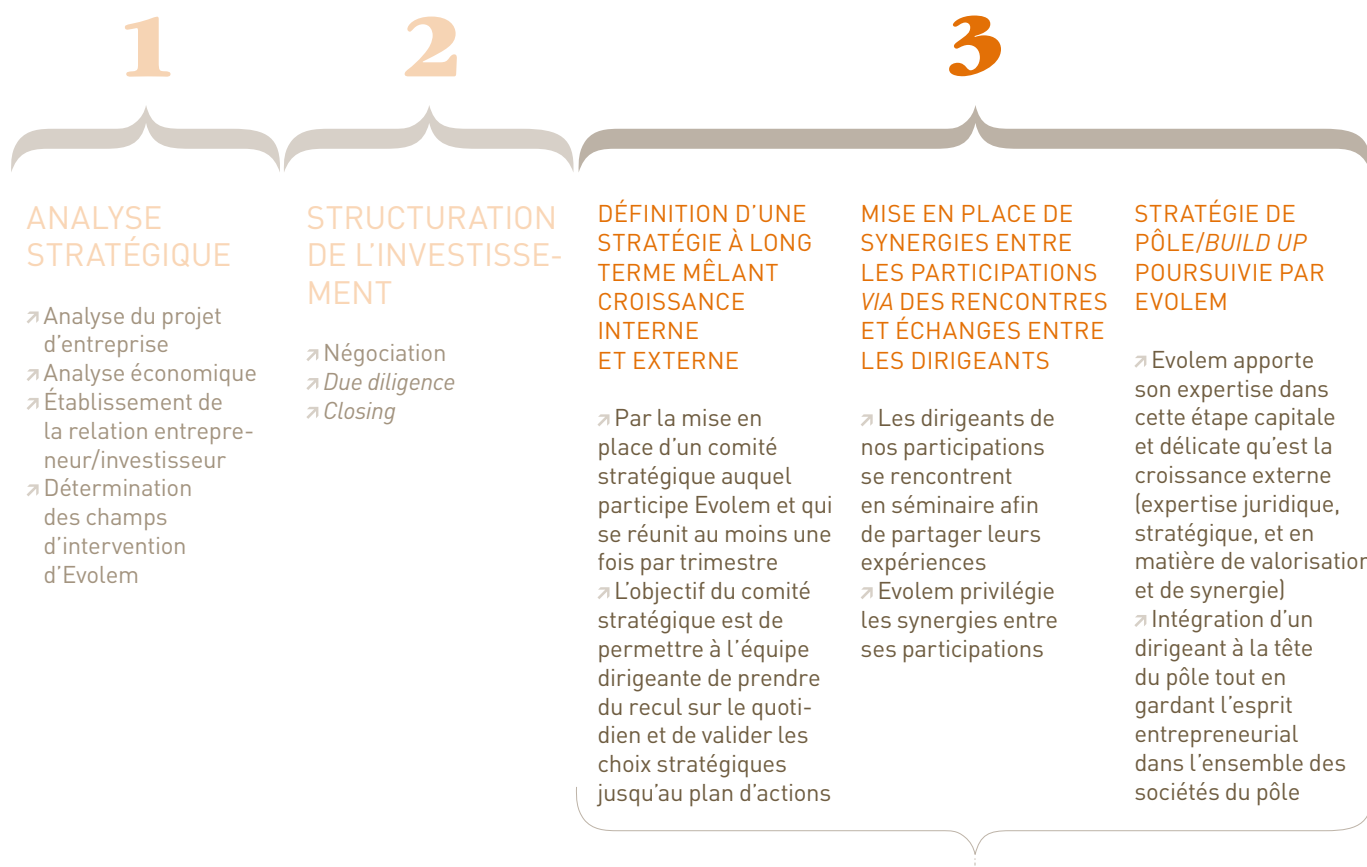 1
ANALYSE
STRATÉGIQUE
Analyse du projet
d'entreprise
Analyse économique
Établissement de
la relation entrepre-
neur/investisseur
Détermination
des champs
d'intervention
d'Evolem
2
STRUCTURATION
DE L'INVESTISSE-
MENT
Négociation
Due diligence
Closing
3
DÉFINITION D'UNE
STRATÉGIE À LONG
TERME MÊLANT
CROISSANCE
INTERNE
ET EXTERNE
Par la mise en
place d'un comité
stratégique auquel
participe Evolem et qui
se réunit au moins une
fois par trimestre
L'objectif du comité
stratégique est de
permettre à l'équipe
dirigeante de prendre
du recul sur le quoti-
dien et de valider les
choix stratégiques
jusqu'au plan d'actions
MISE EN PLACE DE
SYNERGIES ENTRE
LES PARTICIPATIONS
VIA DES RENCONTRES
ET ÉCHANGES ENTRE
LES DIRIGEANTS
Les dirigeants de
nos participations
se rencontrent
en séminaire afin
de partager leurs
expériences
Evolem privilégie
les synergies entre
ses participations
STRATÉGIE DE
PÔLE/BUILD UP
POURSUIVIE PAR
EVOLEM
Evolem apporte
son expertise dans
cette étape capitale
et délicate qu'est la
croissance externe
(expertise juridique,
stratégique, et en
matière de valorisation
et de synergie)
Intégration d'un
dirigeant à la tête
du pôle tout en
gardant l'esprit
entrepreneurial
dans l'ensemble des
sociétés du pôle